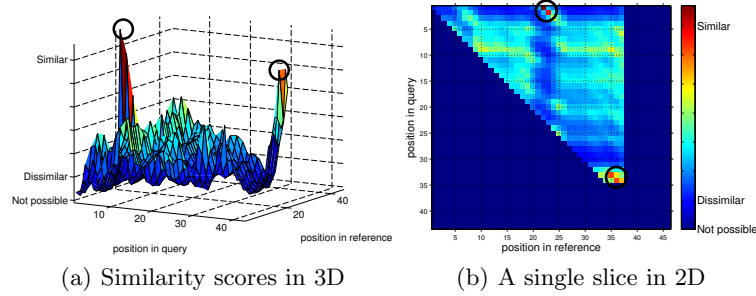 Similar
Dissimilar
Not possible
10
20
30
40
20
40
position in query
position in reference
(a) Similarity scores in 3D
5
10
15
20
25
30
35
40
position in query
5 10 15 20 25 30 35 40 45
position in reference
Similar
Dissimilar
Not possible
(b) A single slice in 2D